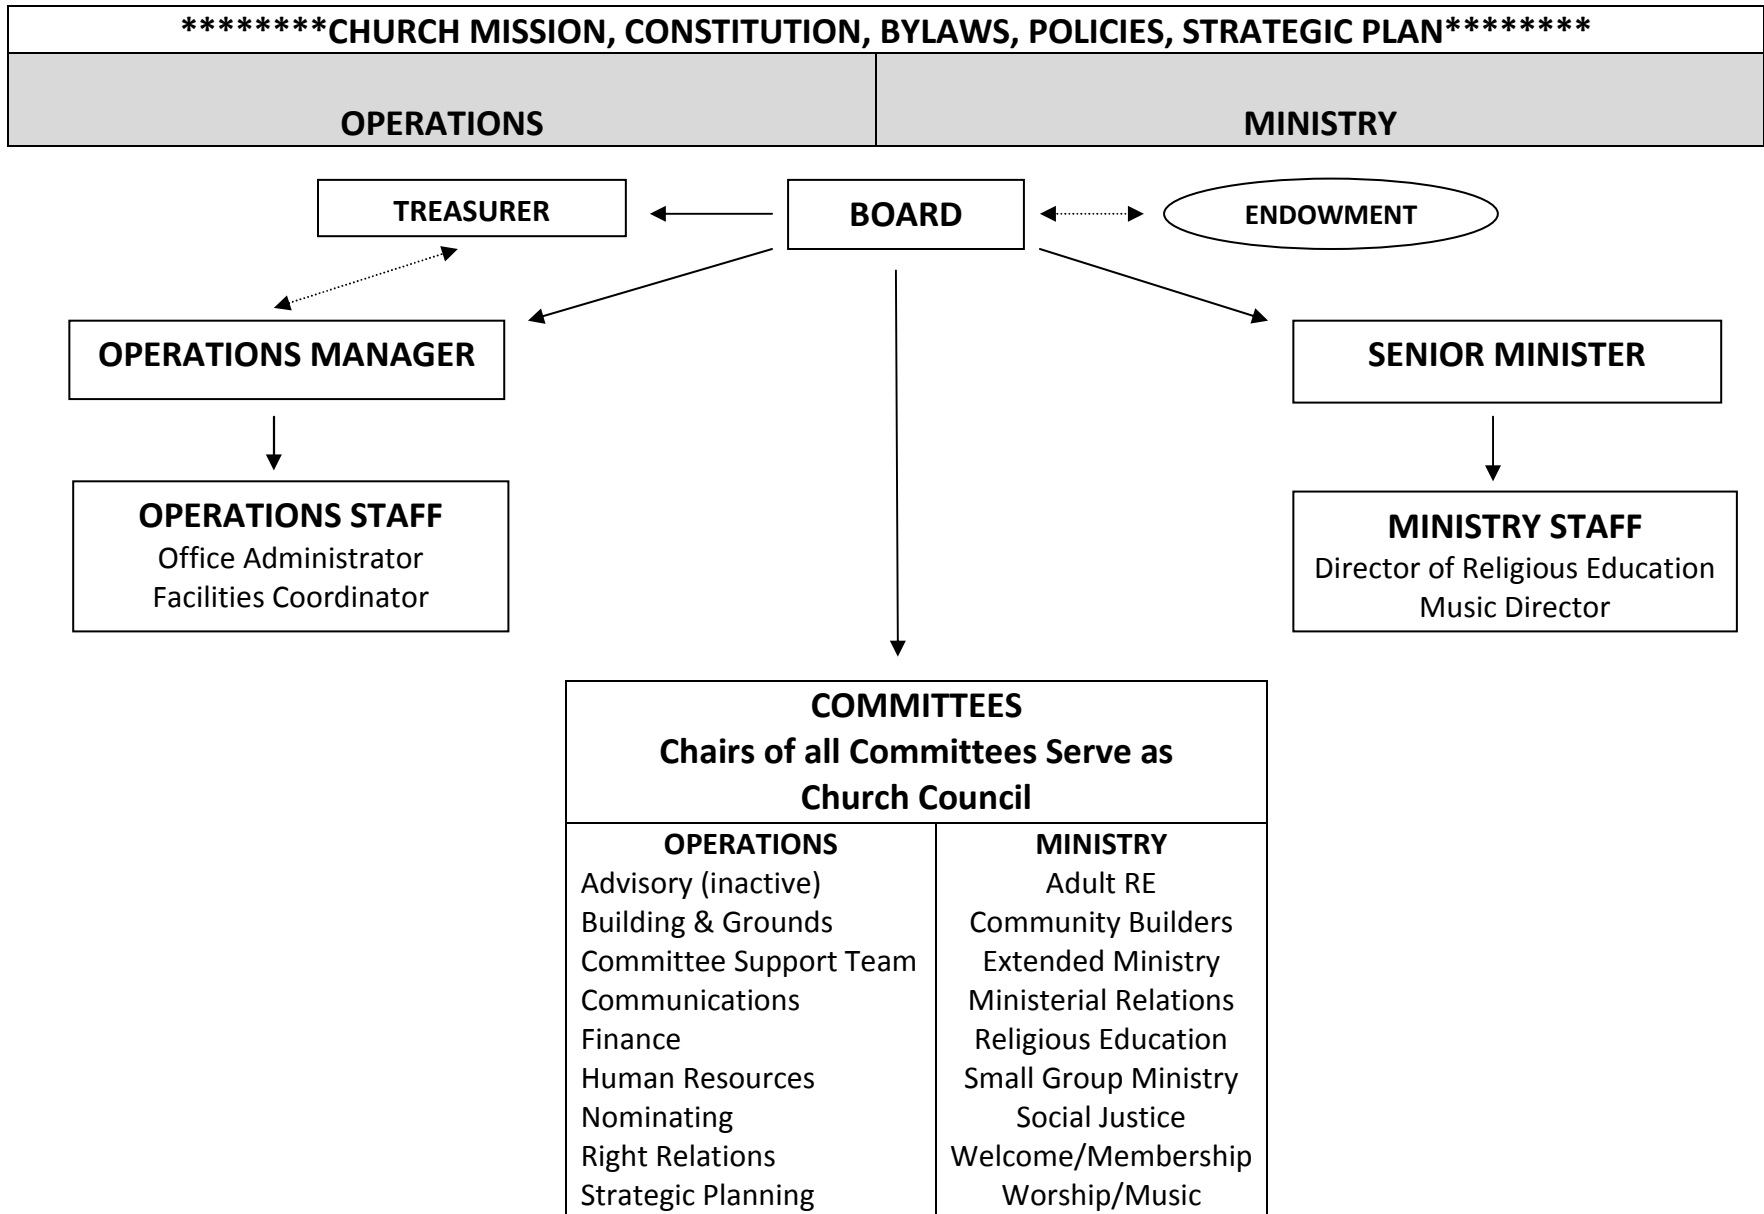 ********CHURCH MISSION, CONSTITUTION, BYLAWS, POLICIES, STRATEGIC PLAN********
OPERATIONS
MINISTRY
TREASURER
BOARD
ENDOWMENT
OPERATIONS MANAGER
SENIOR MINISTER
OPERATIONS STAFF
Office Administrator
Facilities Coordinator
MINISTRY STAFF
Director of Religious Education
Music Director
COMMITTEES
Chairs of all Committees Serve as
Church Council
OPERATIONS
Advisory (inactive)
Building & Grounds
Committee Support Team
Communications
Finance
Human Resources
Nominating
Right Relations
Strategic Planning
MINISTRY
Adult RE
Community Builders
Extended Ministry
Ministerial Relations
Religious Education
Small Group Ministry
Social Justice
Welcome/Membership
Worship/Music